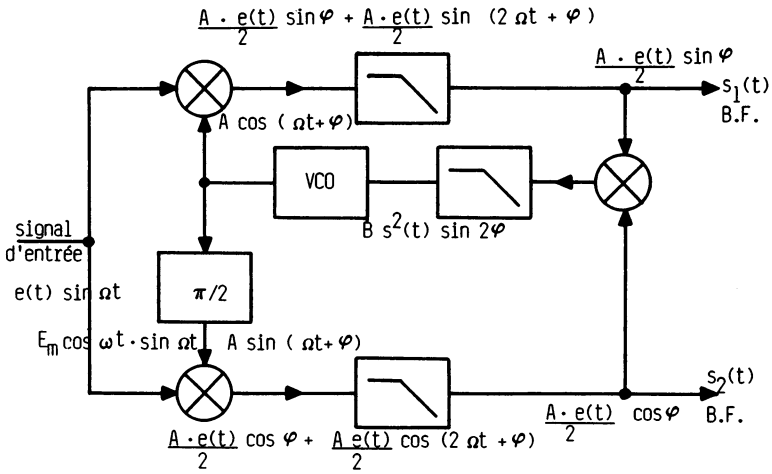 A . e(t)/2 sin φ + A . e(t)/2 sin (2 Ωt + φ)
A . e(t)/2 sin φ
s1(t)
B.F.
A cos ( Ωt+φ)
VCO
B s²(t) sin 2φ
signal
d'entrée
e(t) sin Ωt
π/2
Em cos ωt · sin Ωt
A sin ( Ωt+φ)
s2(t)
B.F.
A . e(t)/2 cosφ
A . e(t)/2 cos φ + A e(t)/2 cos (2 Ωt +φ)